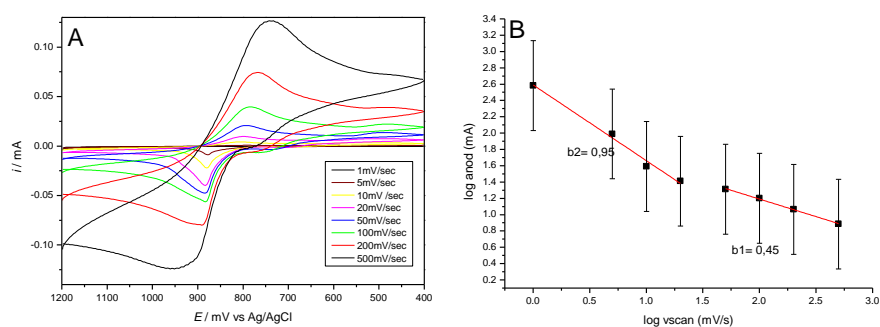 A
0.10
0.05
0.00
-0.05
-0.10
i / mA
1mV/sec
5mV/sec
10mV /sec
20mV/sec
50mV/sec
100mV/sec
200mV/sec
500mV/sec
1200 1100 1000 900 800 700 600 500 400
E / mV vs Ag/AgCl
B
3.4
3.2
3.0
2.8
2.6
2.4
2.2
2.0
1.8
1.6
1.4
1.2
1.0
0.8
0.6
0.4
0.2
log anod (mA)
b2= 0,95
b1= 0,45
0.0 0.5 1.0 1.5 2.0 2.5 3.0
log vscan (mV/s)